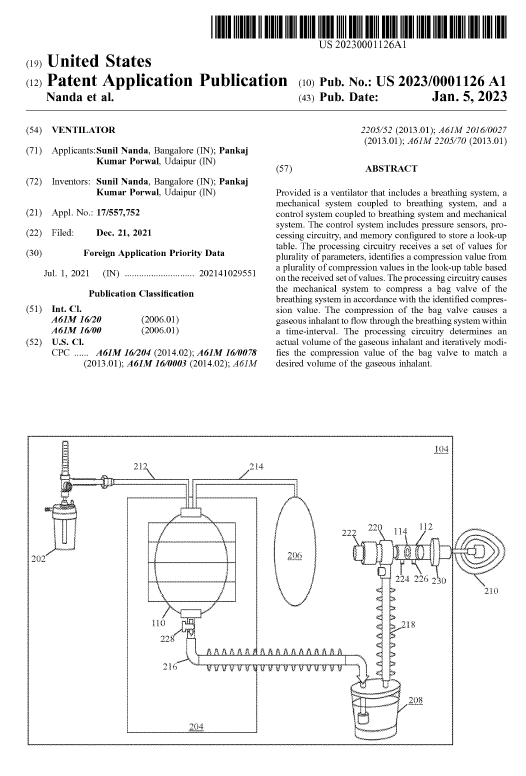 US 20230001126A1
(19) United States
(12) Patent Application Publication (10) Pub. No.: US 2023/0001126 A1
Nanda et al. (43) Pub. Date: Jan. 5, 2023
(54) VENTILATOR
(71) Applicants: Sunil Nanda, Bangalore (IN); Pankaj
Kumar Porwal, Udaipur (IN)
(72) Inventors: Sunil Nanda, Bangalore (IN); Pankaj
Kumar Porwal, Udaipur (IN)
(21) Appl. No.: 17/557,752
(22) Filed: Dec. 21, 2021
(30) Foreign Application Priority Data
Jul. 1, 2021 (IN) ............................. 202141029551
Publication Classification
(51) Int. Cl.
A61M 16/20 (2006.01)
A61M 16/00 (2006.01)
(52) U.S. Cl.
CPC ...... A61M 16/204 (2014.02); A61M 16/0078
(2013.01); A61M 16/0003 (2014.02); A61M
2205/52 (2013.01); A61M 2016/0027
(2013.01); A61M 2205/70 (2013.01)
(57) ABSTRACT
Provided is a ventilator that includes a breathing system, a
mechanical system coupled to breathing system, and a
control system coupled to breathing system and mechanical
system. The control system includes pressure sensors, pro-
cessing circuitry, and memory configured to store a look-up
table. The processing circuitry receives a set of values for
plurality of parameters, identifies a compression value from
a plurality of compression values in the look-up table based
on the received set of values. The processing circuitry causes
the mechanical system to compress a bag valve of the
breathing system in accordance with the identified compres-
sion value. The compression of the bag valve causes a
gaseous inhalant to flow through the breathing system within
a time-interval. The processing circuitry determines an
actual volume of the gaseous inhalant and iteratively modi-
fies the compression value of the bag valve to match a
desired volume of the gaseous inhalant.
104
212
214
202
206
110
228
216
204
222
220
114
112
224
226
230
210
218
208